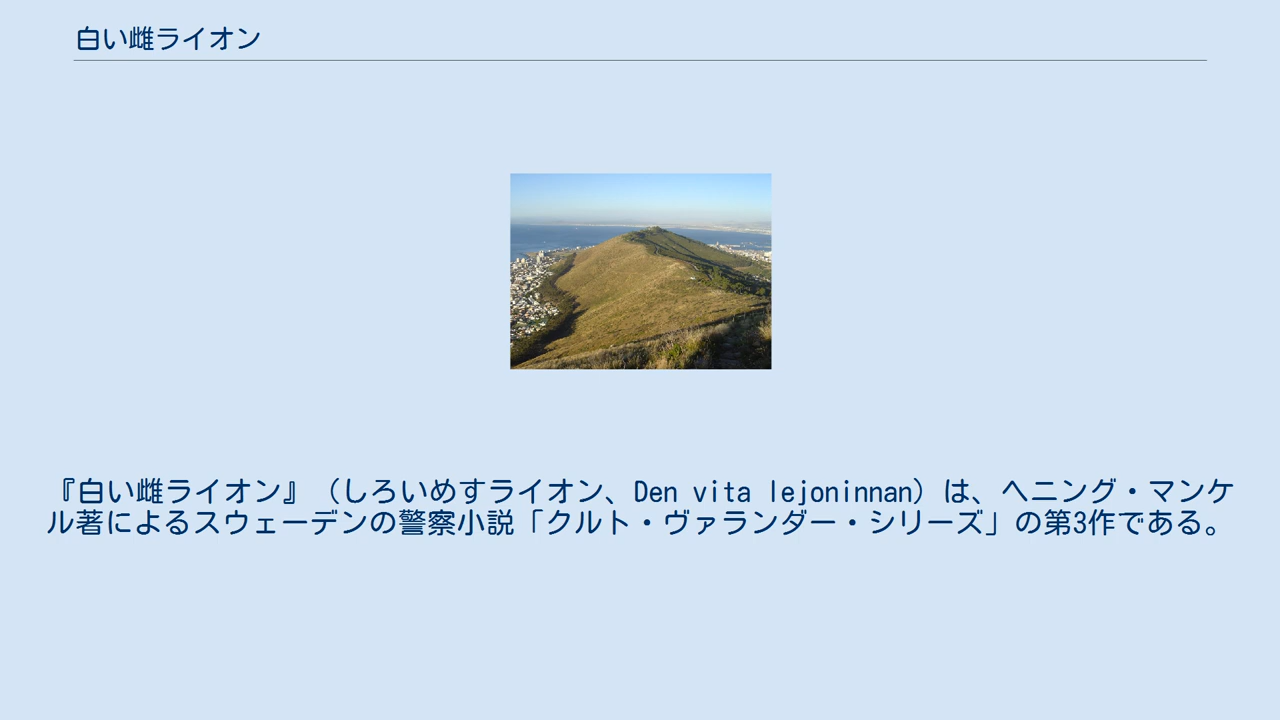 白い雌ライオン
『白い雌ライオン』（しろいめすライオン、Den vita lejoninnan）は、ヘニング・マンケ
ル著によるスウェーデンの警察小説「クルト・ヴァランダー・シリーズ」の第3作である。